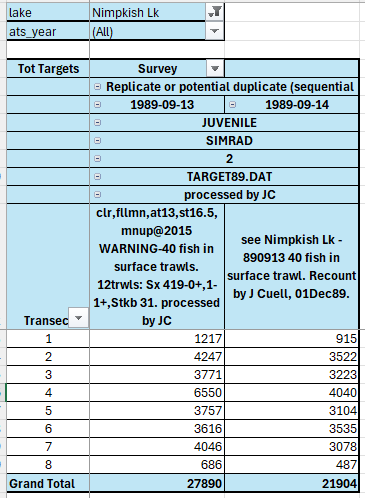 lake Nimpkish Lk
ats_year (All)
Tot Targets Survey
Replicate or potential duplicate (sequential
1989-09-13 1989-09-14
JUVENILE
SIMRAD
2
TARGET89.DAT
processed by JC
clr,fllmn,at13,st16.5,
mnup@2015
WARNING-40 fish in
surface trawls.
12trwls: Sx 419-0+,1-
1+,Stkb 31. processed
by JC
see Nimpkish Lk -
890913 40 fish in
surface trawl. Recount
by J Cuell, 01Dec89.
Transec
1 1217 915
2 4247 3522
3 3771 3223
4 6550 4040
5 3757 3104
6 3616 3535
7 4046 3078
8 686 487
Grand Total 27890 21904